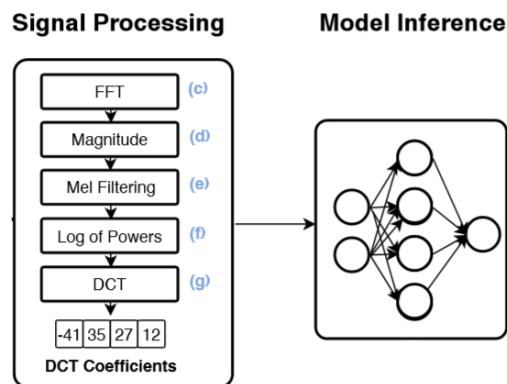 Signal Processing
Model Inference
FFT (c)
Magnitude (d)
Mel Filtering (e)
Log of Powers (f)
DCT (g)
-41 35 27 12
DCT Coefficients